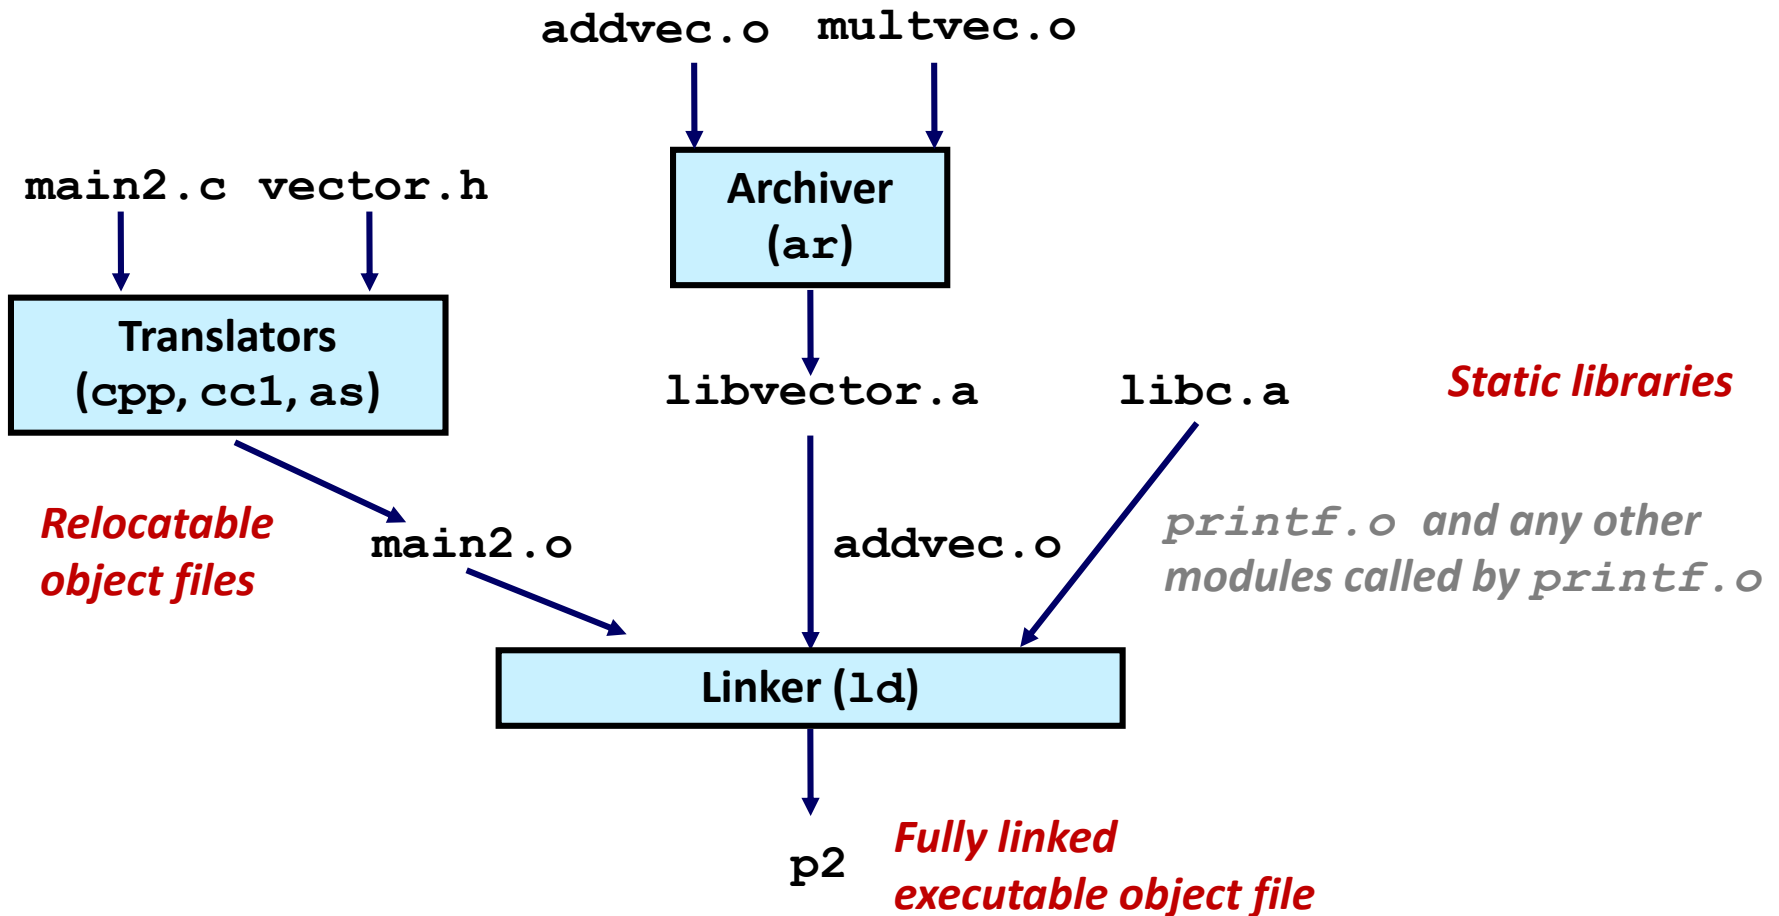 addvec.o multvec.o
main2.c vector.h
Archiver
(ar)
Translators
(cpp, cc1, as)
libvector.a
libc.a
Static libraries
Relocatable
object files
main2.o
addvec.o
printf.o and any other
modules called by printf.o
Linker (ld)
p2
Fully linked
executable object file